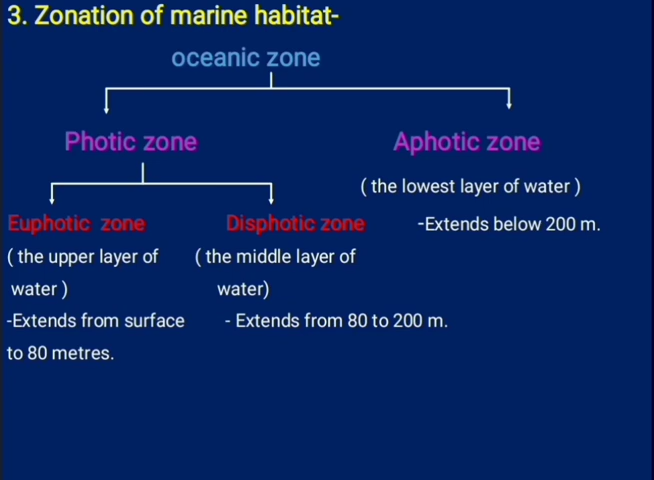 3. Zonation of marine habitat-
oceanic zone
Photic zone
Aphotic zone
( the lowest layer of water )
-Extends below 200 m.
Euphotic zone
( the upper layer of
water )
-Extends from surface
to 80 metres.
Disphotic zone
( the middle layer of
water)
- Extends from 80 to 200 m.